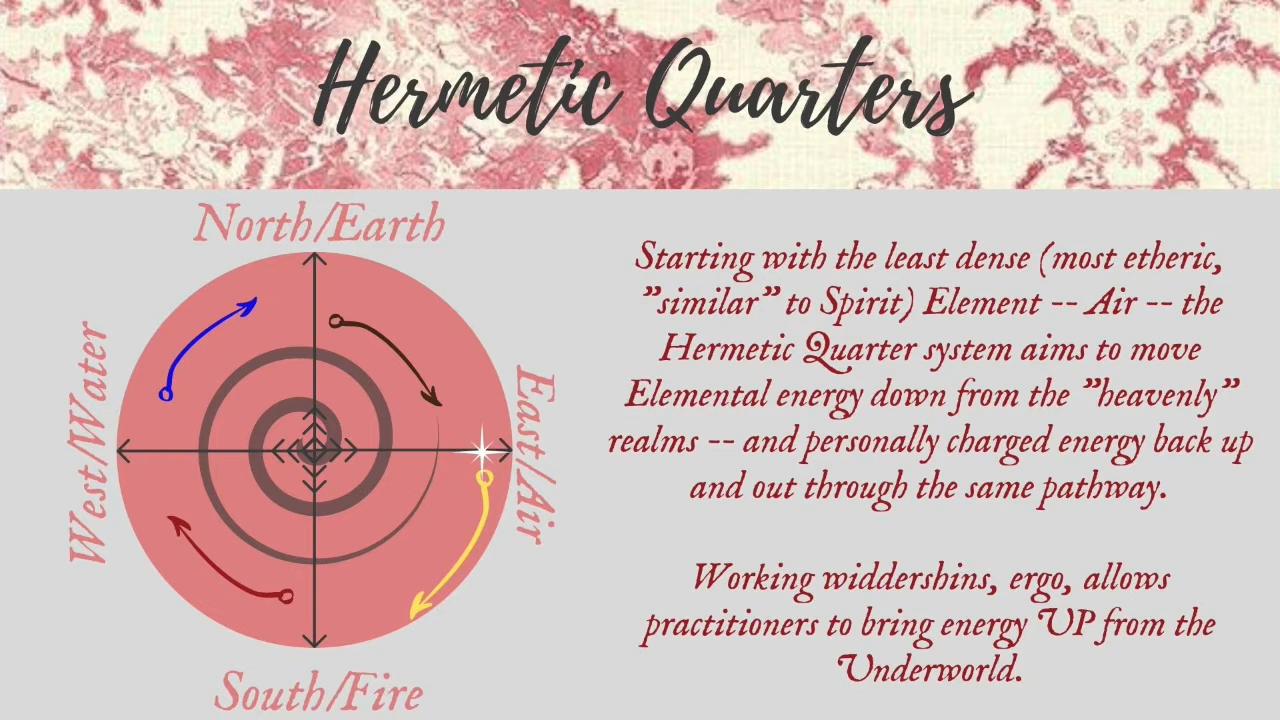 Hermetic Quarters
North/Earth
West/Water
East/Air
South/Fire
Starting with the least dense (most etheric,
"similar" to Spirit) Element -- Air -- the
Hermetic Quarter system aims to move
Elemental energy down from the "heavenly"
realms -- and personally charged energy back up
and out through the same pathway.
Working widdershins, ergo, allows
practitioners to bring energy UP from the
Underworld.